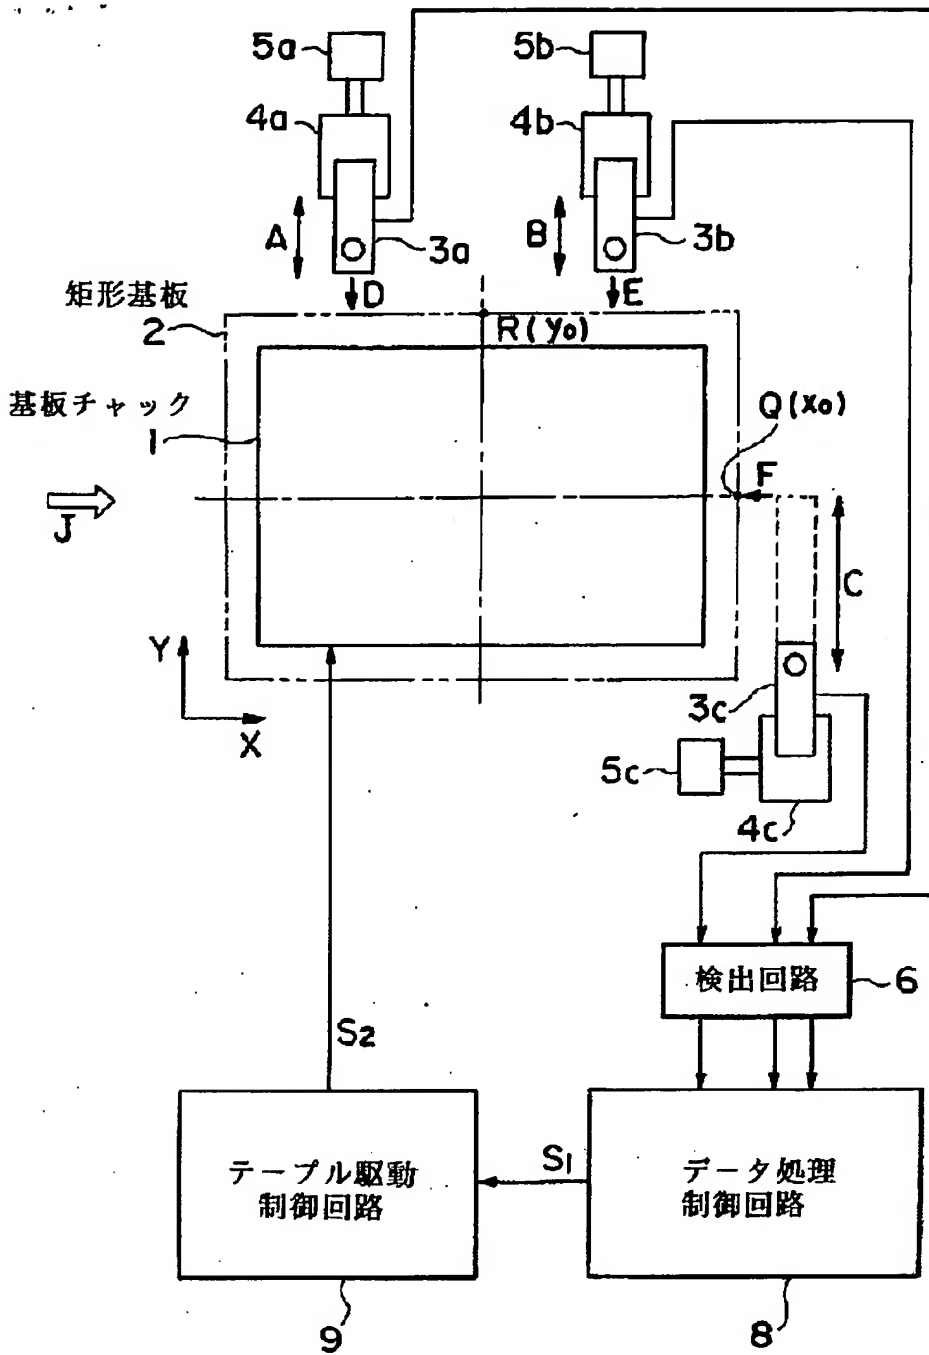 5a
5b
4a
4b
A
3a
B
3b
D
E
矩形基板
2
R(yo)
基板チャック
1
Q(xo)
F
J
C
Y
X
3c
5c
4c
検出回路
6
S2
テーブル駆動
制御回路
S1
データ処理
制御回路
9
8